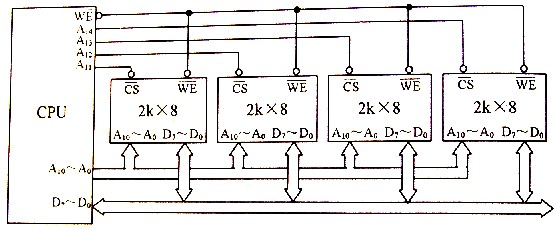 WE
A14
A13
A12
A11
CPU
CS WE CS WE CS WE CS WE
2k×8 2k×8 2k×8 2k×8
A10~A0 D7~D0 A10~A0 D7~D0 A10~A0 D7~D0 A10~A0 D7~D0
A10~A0
D7~D0